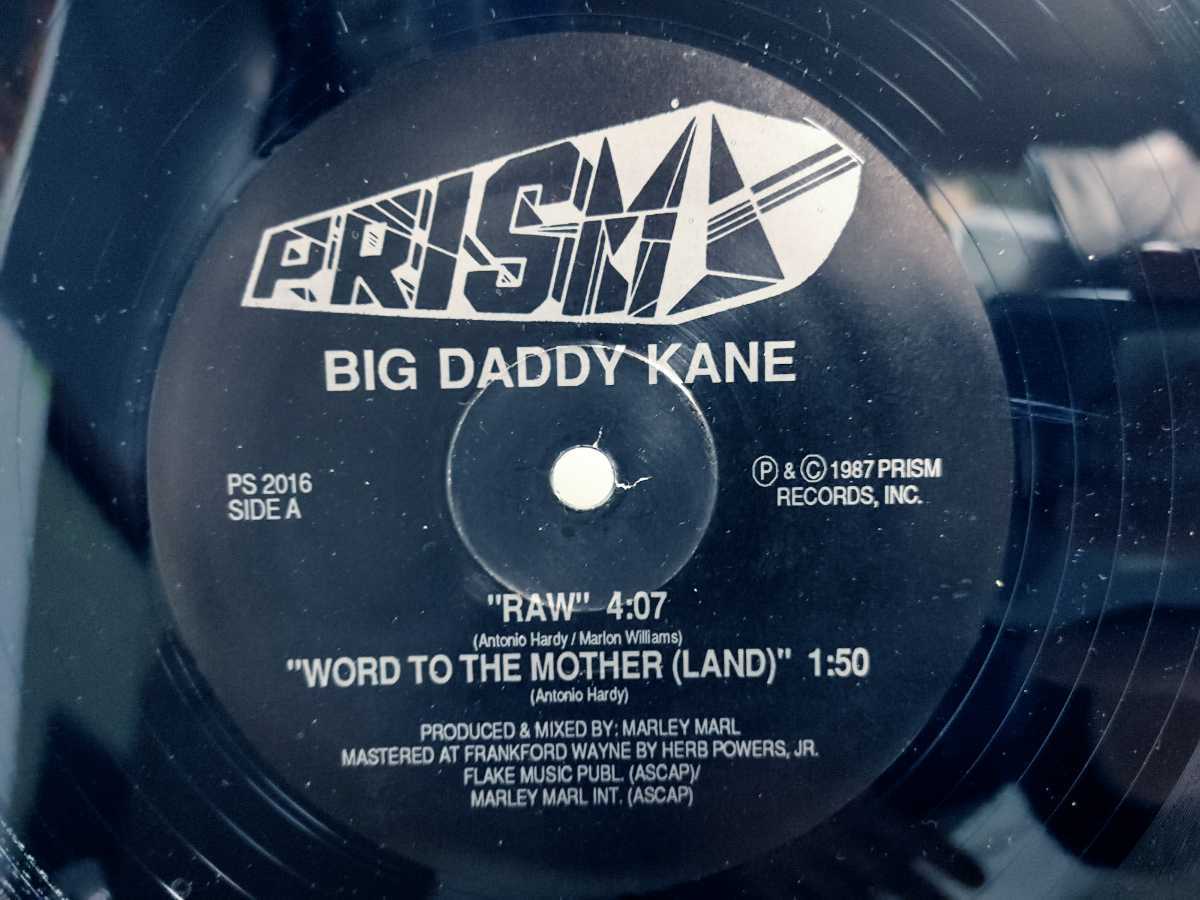 PRISM
BIG DADDY KANE
PS 2016
SIDE A
Ⓟ & Ⓒ 1987 PRISM
RECORDS, INC.
"RAW" 4:07
(Antonio Hardy / Marlon Williams)
"WORD TO THE MOTHER (LAND)" 1:50
(Antonio Hardy)
PRODUCED & MIXED BY: MARLEY MARL
MASTERED AT FRANKFORD WAYNE BY HERB POWERS, JR.
FLAKE MUSIC PUBL. (ASCAP)/
MARLEY MARL INT. (ASCAP)